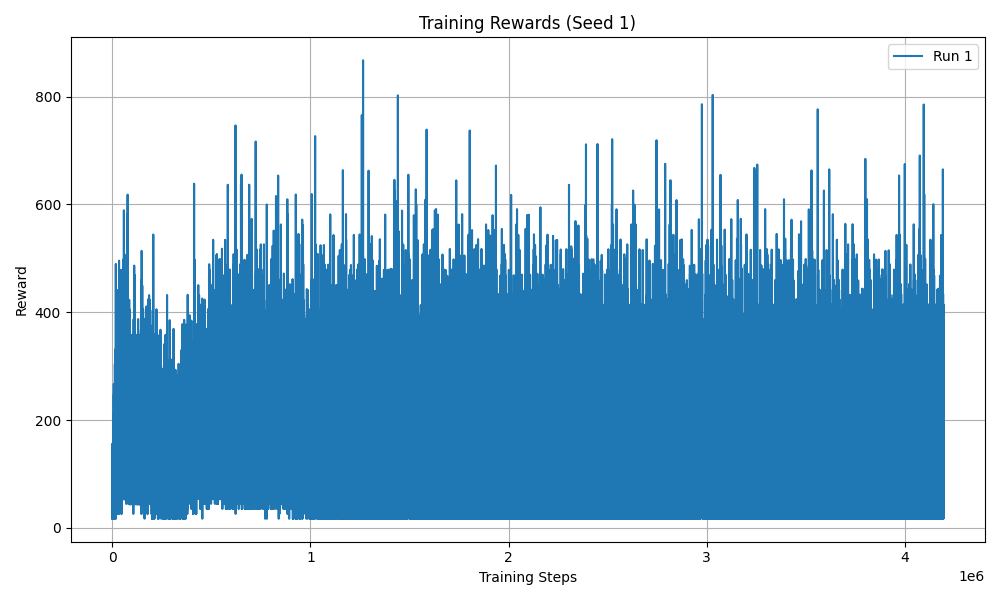 Training Rewards (Seed 1)
Run 1
Reward
800
600
400
200
0
0
1
2
3
4
1e6
Training Steps